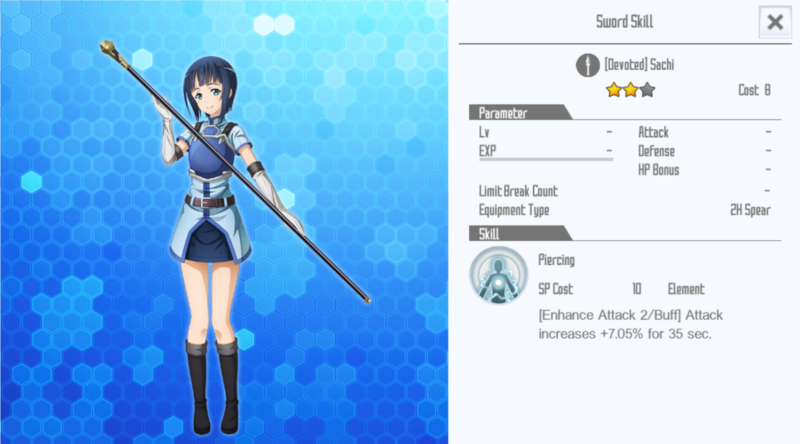 Sword Skill
[Devoted] Sachi
Cost 8
Parameter
Lv - Attack -
EXP - Defense -
HP Bonus -
Limit Break Count -
Equipment Type 2H Spear
Skill
Piercing
SP Cost 10 Element
[Enhance Attack 2/Buff] Attack
increases +7.05% for 35 sec.